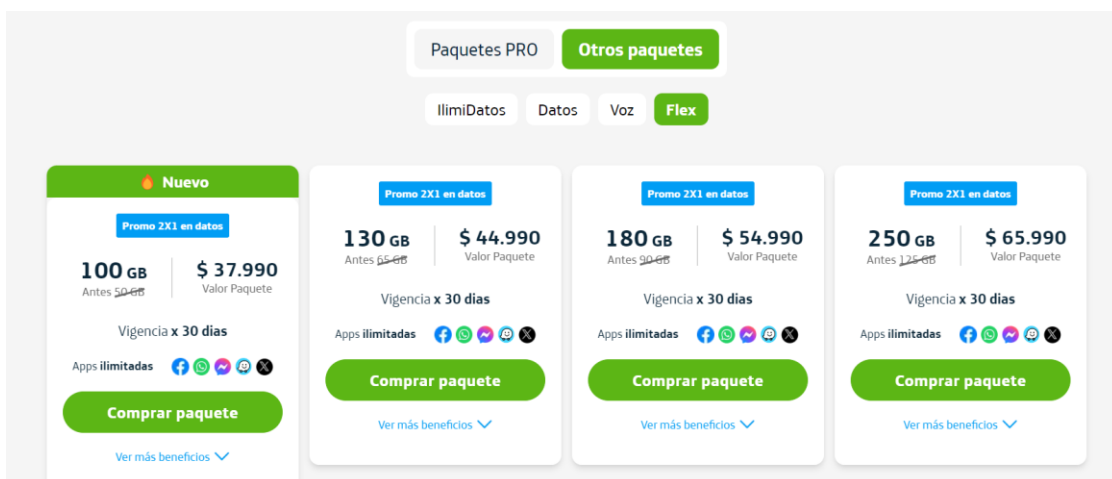 Paquetes PRO
Otros paquetes
IlimiDatos
Datos
Voz
Flex
Nuevo
Promo 2X1 en datos
100 GB
Antes 50 GB
$ 37.990
Valor Paquete
Vigencia x 30 dias
Apps ilimitadas
Comprar paquete
Ver más beneficios
Promo 2X1 en datos
130 GB
Antes 65 GB
$ 44.990
Valor Paquete
Vigencia x 30 dias
Apps ilimitadas
Comprar paquete
Ver más beneficios
Promo 2X1 en datos
180 GB
Antes 90 GB
$ 54.990
Valor Paquete
Vigencia x 30 dias
Apps ilimitadas
Comprar paquete
Ver más beneficios
Promo 2X1 en datos
250 GB
Antes 125 GB
$ 65.990
Valor Paquete
Vigencia x 30 dias
Apps ilimitadas
Comprar paquete
Ver más beneficios